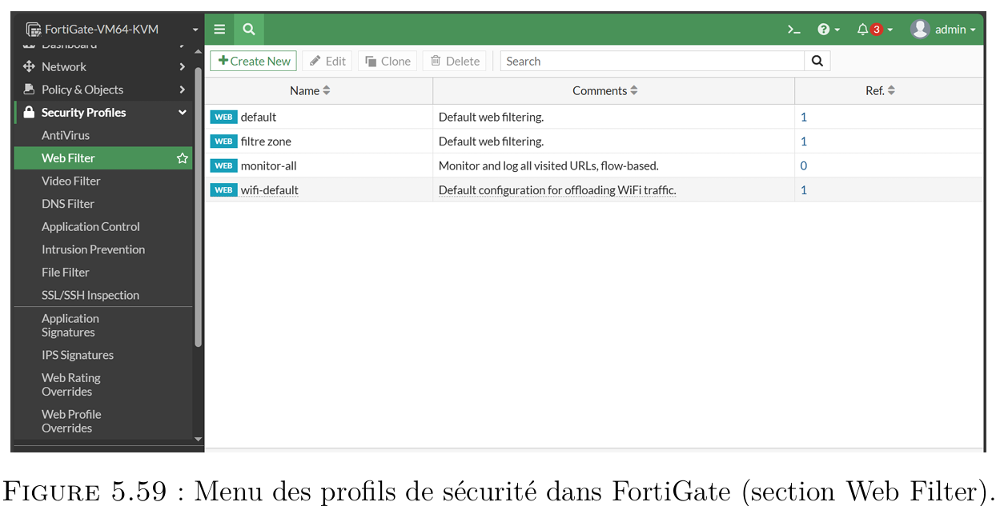 FortiGate-VM64-KVM
>_ 3 admin
Dashboard
Network
Policy & Objects
Security Profiles
AntiVirus
Web Filter
Video Filter
DNS Filter
Application Control
Intrusion Prevention
File Filter
SSL/SSH Inspection
Application
Signatures
IPS Signatures
Web Rating
Overrides
Web Profile
Overrides
Create New Edit Clone Delete Search
Name Comments Ref.
WEB default Default web filtering. 1
WEB filtre zone Default web filtering. 1
WEB monitor-all Monitor and log all visited URLs, flow-based. 0
WEB wifi-default Default configuration for offloading WiFi traffic. 1
FIGURE 5.59 : Menu des profils de sécurité dans FortiGate (section Web Filter).